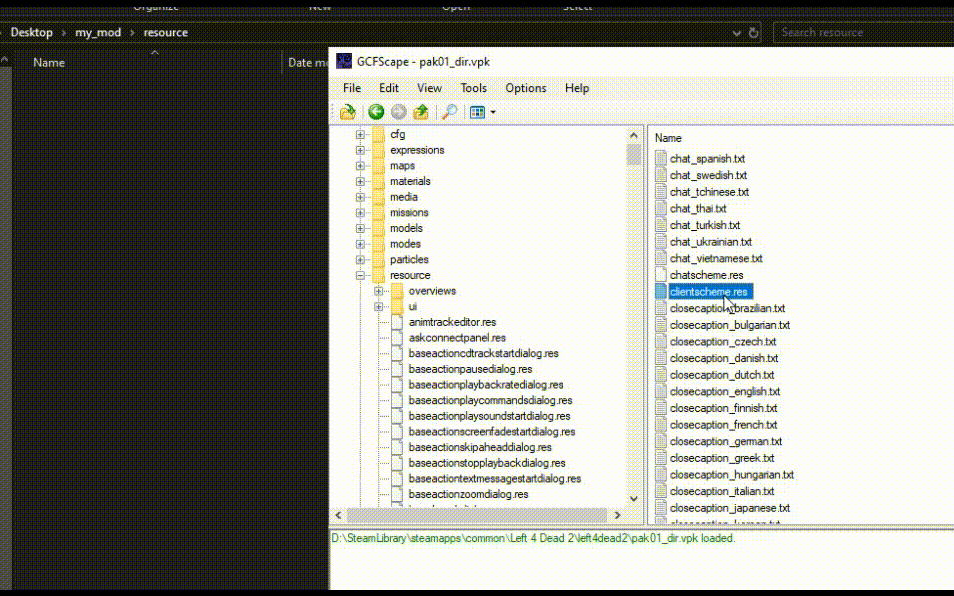 Organize New Open Select
Desktop > my_mod > resource
Search resource
Name
Date mo
GCFScape - pak01_dir.vpk
File Edit View Tools Options Help
cfg
expressions
maps
materials
media
missions
models
modes
particles
resource
overviews
ui
animtrackeditor.res
askconnectpanel.res
baseactioncdtrackstartdialog.res
baseactionpausedialog.res
baseactionplaybackratedialog.res
baseactionplaycommandsdialog.res
baseactionplaysoundstartdialog.res
baseactionscreenfadestartdialog.res
baseactionskipaheaddialog.res
baseactionstopplaybackdialog.res
baseactiontextmessagestartdialog.res
baseactionzoomdialog.res
Name
chat_spanish.txt
chat_swedish.txt
chat_tchinese.txt
chat_thai.txt
chat_turkish.txt
chat_ukrainian.txt
chat_vietnamese.txt
chatscheme.res
clientscheme.res
closecaption_brazilian.txt
closecaption_bulgarian.txt
closecaption_czech.txt
closecaption_danish.txt
closecaption_dutch.txt
closecaption_english.txt
closecaption_finnish.txt
closecaption_french.txt
closecaption_german.txt
closecaption_greek.txt
closecaption_hungarian.txt
closecaption_italian.txt
closecaption_japanese.txt
closecaption_korean.txt
D:\SteamLibrary\steamapps\common\Left 4 Dead 2\left4dead2\pak01_dir.vpk loaded.